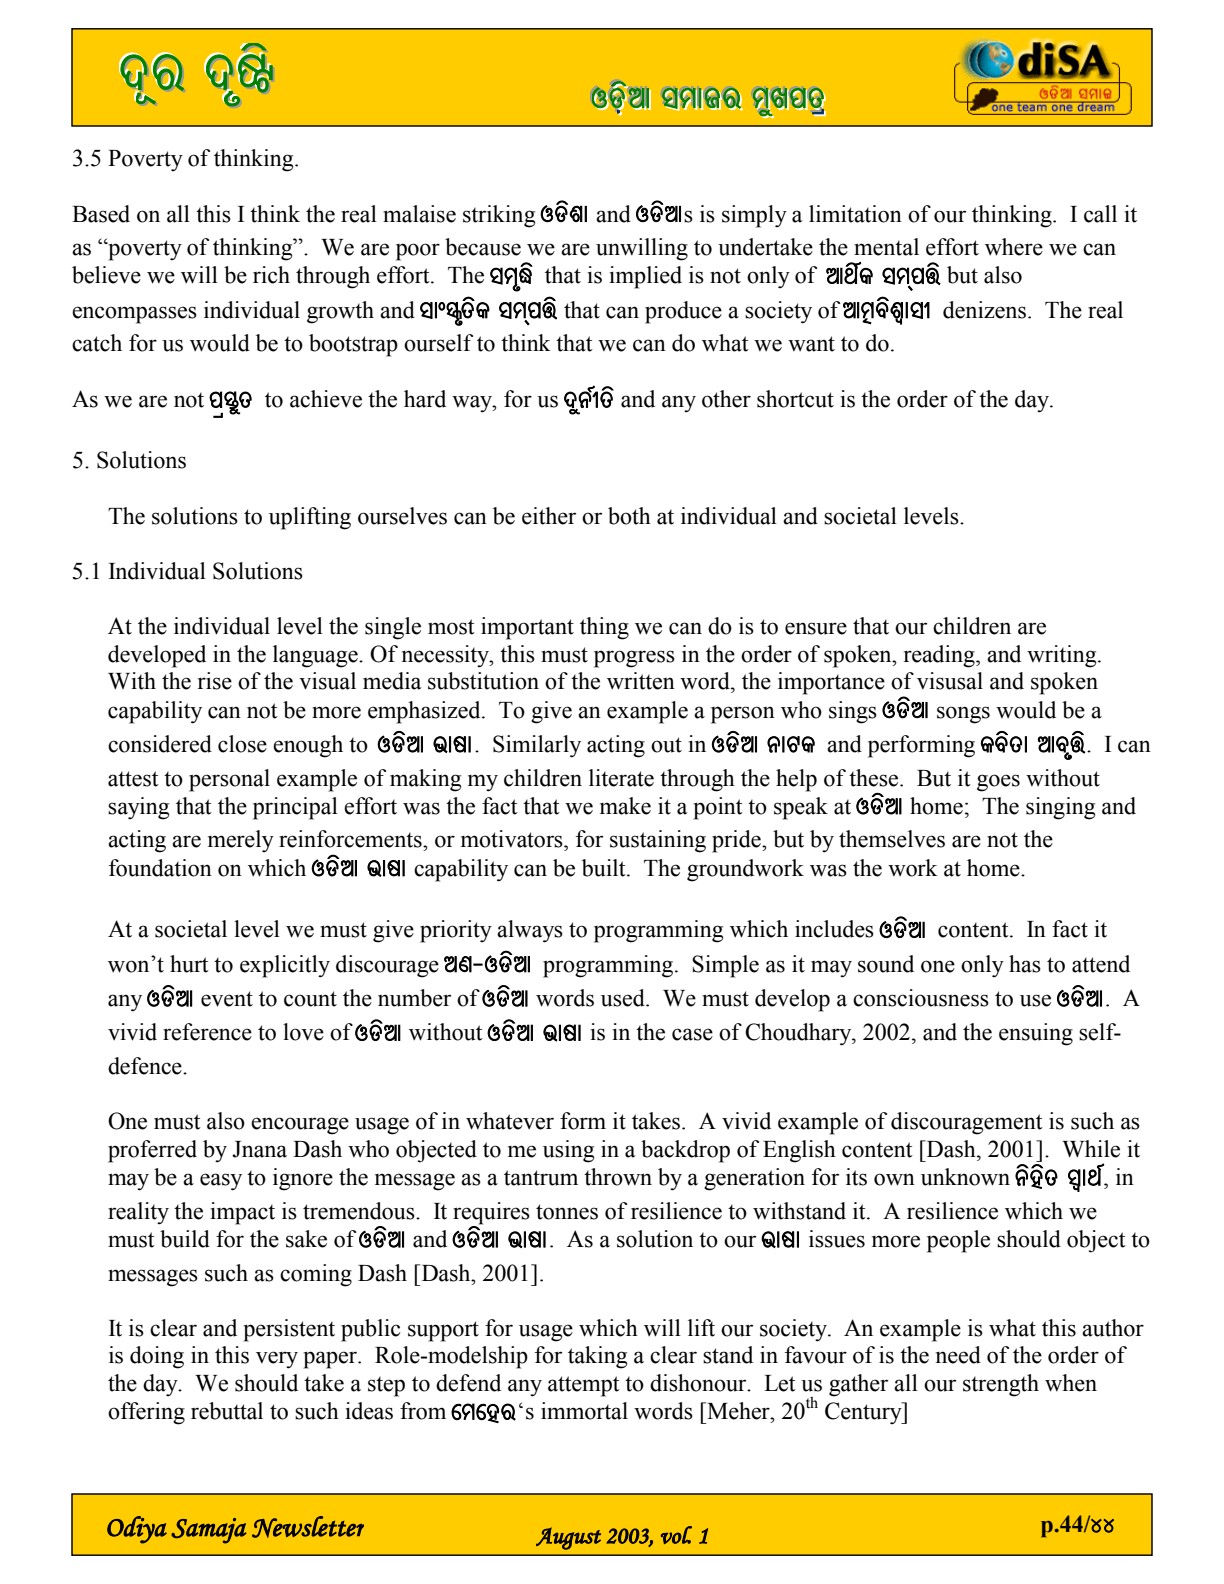 ଦୂର ଦୃଷ୍ଟି
ଓଡ଼ିଆ ସମାଜର ମୁଖପତ୍ର
diSA
ଓଡିଆ ସମାଜ
one team one dream
3.5 Poverty of thinking.
Based on all this I think the real malaise striking ଓଡିଶା and ଓଡିଆs is simply a limitation of our thinking. I call it
as “poverty of thinking”. We are poor because we are unwilling to undertake the mental effort where we can
believe we will be rich through effort. The ସମୃଦ୍ଧି that is implied is not only of ଆର୍ଥିକ ସମ୍ପତ୍ତି but also
encompasses individual growth and ସାଂସ୍କୃତିକ ସମ୍ପତ୍ତି that can produce a society of ଆତ୍ମବିଶ୍ୱାସୀ denizens. The real
catch for us would be to bootstrap ourself to think that we can do what we want to do.
As we are not ପ୍ରସ୍ତୁତ to achieve the hard way, for us ଦୁର୍ନୀତି and any other shortcut is the order of the day.
5. Solutions
The solutions to uplifting ourselves can be either or both at individual and societal levels.
5.1 Individual Solutions
At the individual level the single most important thing we can do is to ensure that our children are
developed in the language. Of necessity, this must progress in the order of spoken, reading, and writing.
With the rise of the visual media substitution of the written word, the importance of visusal and spoken
capability can not be more emphasized. To give an example a person who sings ଓଡିଆ songs would be a
considered close enough to ଓଡିଆ ଭାଷା. Similarly acting out in ଓଡିଆ ନାଟକ and performing କବିତା ଆବୃତ୍ତି. I can
attest to personal example of making my children literate through the help of these. But it goes without
saying that the principal effort was the fact that we make it a point to speak at ଓଡିଆ home; The singing and
acting are merely reinforcements, or motivators, for sustaining pride, but by themselves are not the
foundation on which ଓଡିଆ ଭାଷା capability can be built. The groundwork was the work at home.
At a societal level we must give priority always to programming which includes ଓଡିଆ content. In fact it
won’t hurt to explicitly discourage ଅଣ-ଓଡିଆ programming. Simple as it may sound one only has to attend
any ଓଡିଆ event to count the number of ଓଡିଆ words used. We must develop a consciousness to use ଓଡିଆ. A
vivid reference to love of ଓଡିଆ without ଓଡିଆ ଭାଷା is in the case of Choudhary, 2002, and the ensuing self-
defence.
One must also encourage usage of in whatever form it takes. A vivid example of discouragement is such as
proferred by Jnana Dash who objected to me using in a backdrop of English content [Dash, 2001]. While it
may be a easy to ignore the message as a tantrum thrown by a generation for its own unknown ନିହିତ ସ୍ୱାର୍ଥ, in
reality the impact is tremendous. It requires tonnes of resilience to withstand it. A resilience which we
must build for the sake of ଓଡିଆ and ଓଡିଆ ଭାଷା. As a solution to our ଭାଷା issues more people should object to
messages such as coming Dash [Dash, 2001].
It is clear and persistent public support for usage which will lift our society. An example is what this author
is doing in this very paper. Role-modelship for taking a clear stand in favour of is the need of the order of
the day. We should take a step to defend any attempt to dishonour. Let us gather all our strength when
offering rebuttal to such ideas from ମେହେର‘s immortal words [Meher, 20th Century]
Odiya Samaja Newsletter
August 2003, vol. 1
p.44/୪୪